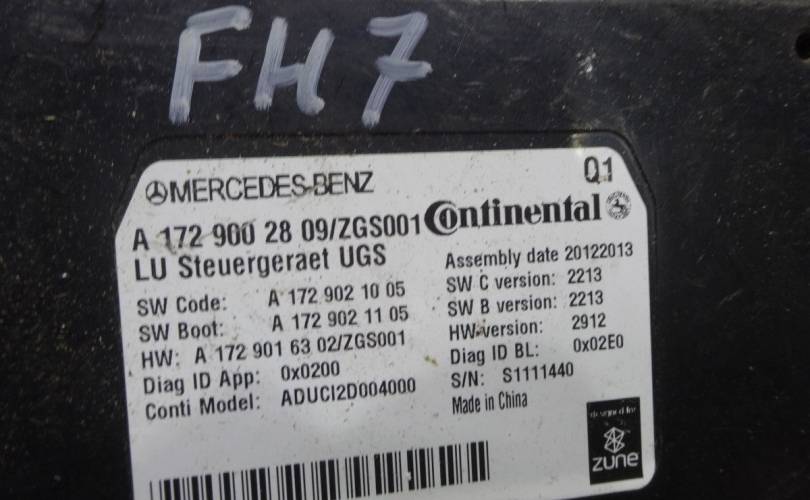 FH7
MERCEDES-BENZ
Q1
A 172 900 28 09/ZGS001
Continental
LU Steuergeraet UGS
SW Code: A 172 902 10 05
SW Boot: A 172 902 11 05
HW: A 172 901 63 02/ZGS001
Diag ID App: 0x0200
Conti Model: ADUCI2D004000
Assembly date 20122013
SW C version: 2213
SW B version: 2213
HW-version: 2912
Diag ID BL: 0x02E0
S/N: S1111440
Made in China
designed for
zune